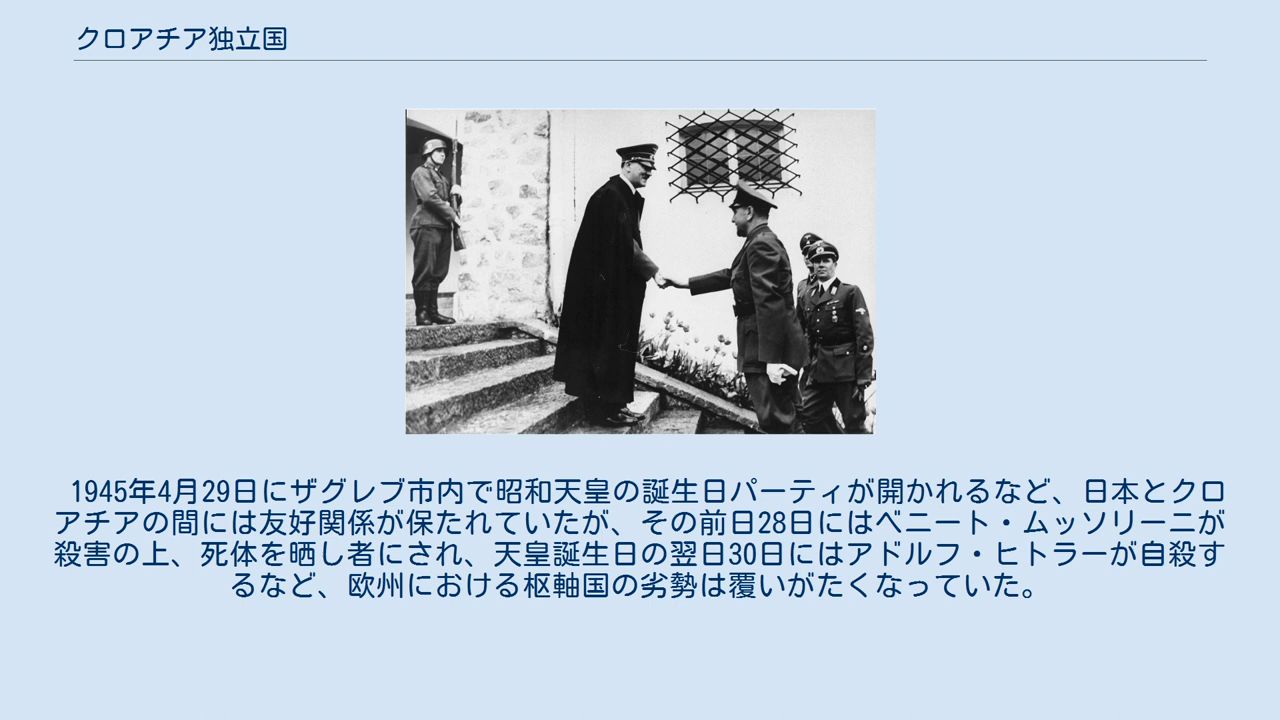 クロアチア独立国
1945年4月29日にザグレブ市内で昭和天皇の誕生日パーティが開かれるなど、日本とクロ
アチアの間には友好関係が保たれていたが、その前日28日にはベニート・ムッソリーニが
殺害の上、死体を晒し者にされ、天皇誕生日の翌日30日にはアドルフ・ヒトラーが自殺す
るなど、欧州における枢軸国の劣勢は覆いがたくなっていた。